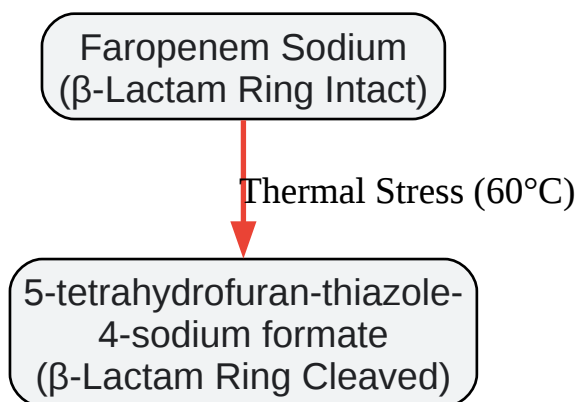 Faropenem Sodium
(β-Lactam Ring Intact)
Thermal Stress (60°C)
5-tetrahydrofuran-thiazole-
4-sodium formate
(β-Lactam Ring Cleaved)